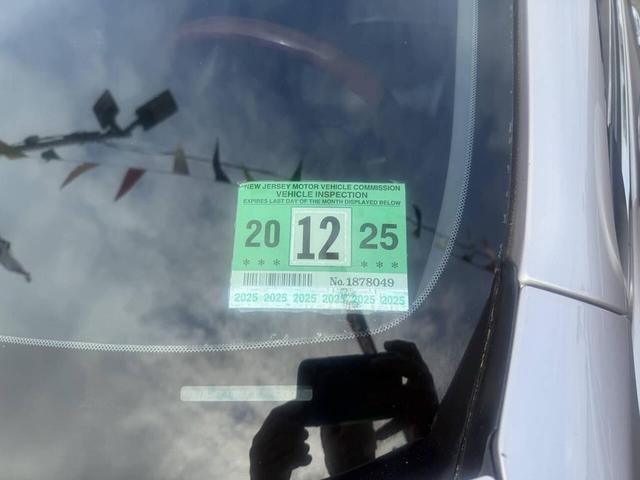 NEW JERSEY MOTOR VEHICLE COMMISSION
VEHICLE INSPECTION
EXPIRES LAST DAY OF THE MONTH DISPLAYED BELOW
20 12 25
* * * * * *
No. 1878049
2025 2025 2025 2025 2025 2025